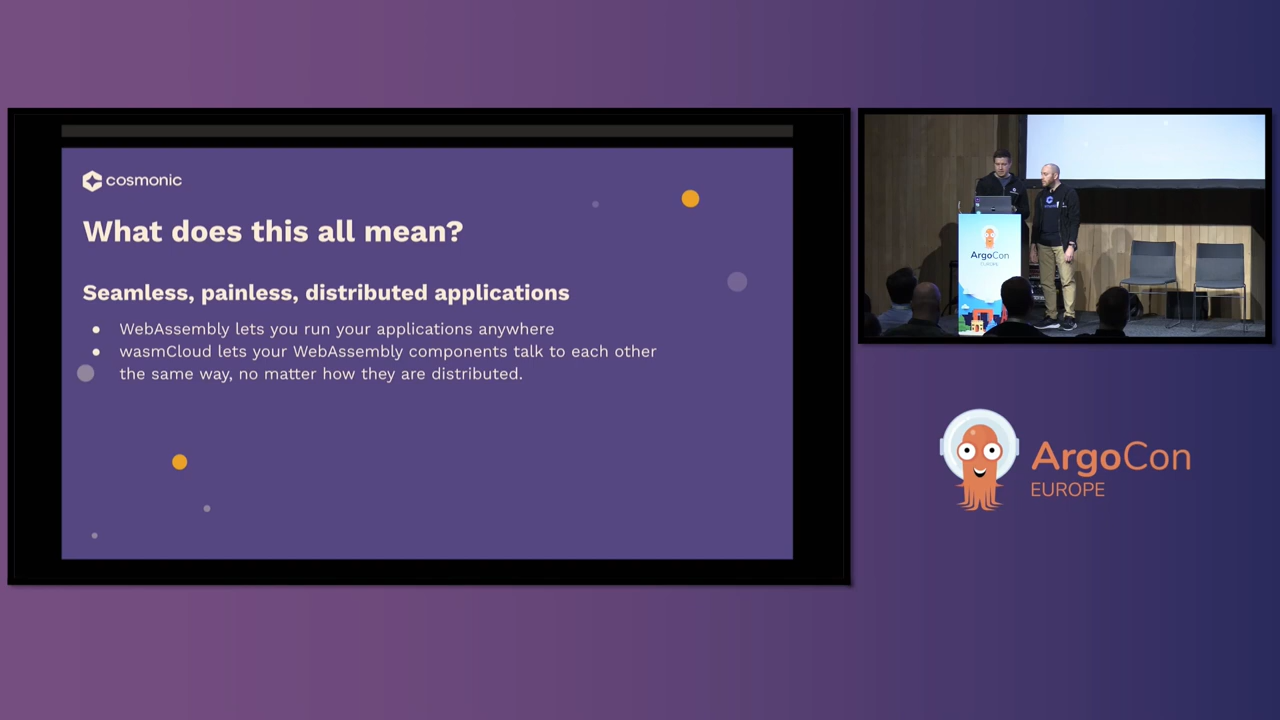 cosmonic
What does this all mean?
Seamless, painless, distributed applications
● WebAssembly lets you run your applications anywhere
● wasmCloud lets your WebAssembly components talk to each other
the same way, no matter how they are distributed.
ArgoCon
EUROPE
ArgoCon
EUROPE